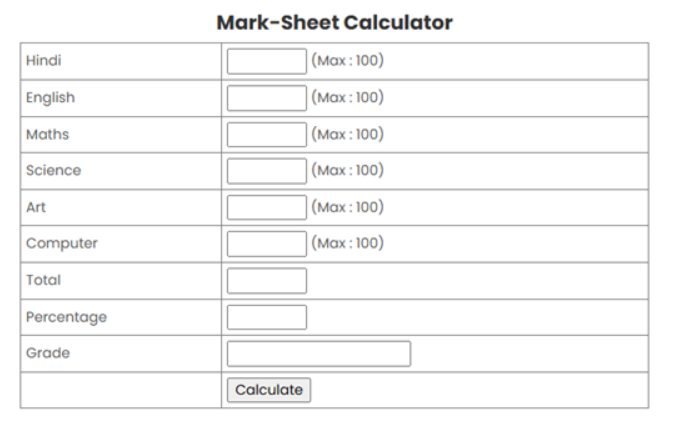 Mark-Sheet Calculator
Hindi (Max : 100)
English (Max : 100)
Maths (Max : 100)
Science (Max : 100)
Art (Max : 100)
Computer (Max : 100)
Total
Percentage
Grade
Calculate